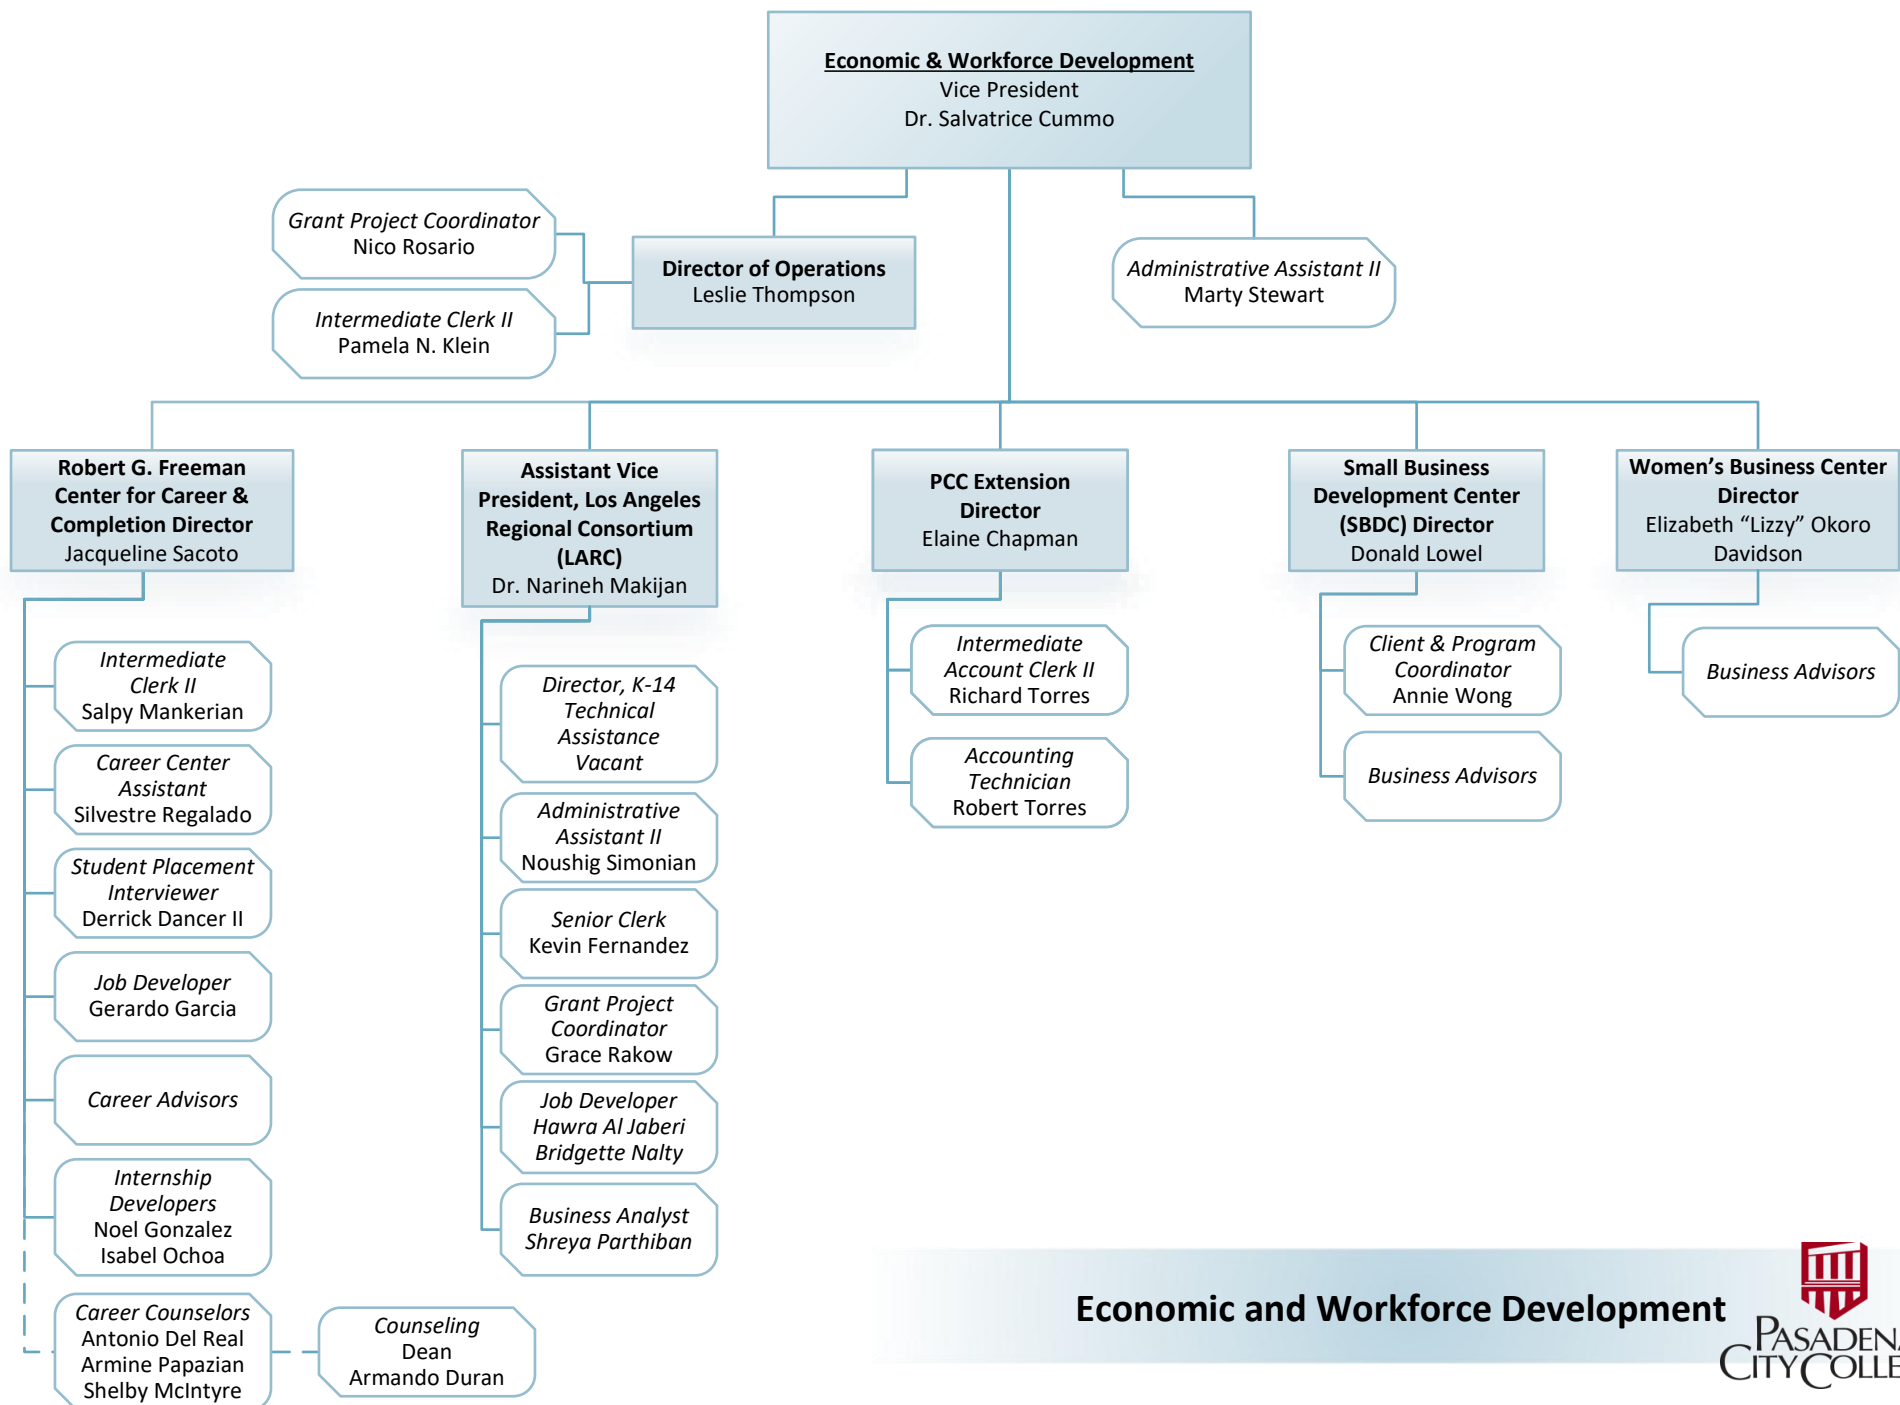 Economic & Workforce Development
Vice President
Dr. Salvatrice Cummo
Grant Project Coordinator
Nico Rosario
Intermediate Clerk II
Pamela N. Klein
Director of Operations
Leslie Thompson
Administrative Assistant II
Marty Stewart
Robert G. Freeman
Center for Career &
Completion Director
Jacqueline Sacoto
Intermediate
Clerk II
Salpy Mankerian
Career Center
Assistant
Silvestre Regalado
Student Placement
Interviewer
Derrick Dancer II
Job Developer
Gerardo Garcia
Career Advisors
Internship
Developers
Noel Gonzalez
Isabel Ochoa
Career Counselors
Antonio Del Real
Armine Papazian
Shelby McIntyre
Counseling
Dean
Armando Duran
Assistant Vice
President, Los Angeles
Regional Consortium
(LARC)
Dr. Narineh Makijan
Director, K-14
Technical
Assistance
Vacant
Administrative
Assistant II
Noushig Simonian
Senior Clerk
Kevin Fernandez
Grant Project
Coordinator
Grace Rakow
Job Developer
Hawra Al Jaberi
Bridgette Nalty
Business Analyst
Shreya Parthiban
PCC Extension
Director
Elaine Chapman
Intermediate
Account Clerk II
Richard Torres
Accounting
Technician
Robert Torres
Small Business
Development Center
(SBDC) Director
Donald Lowel
Client & Program
Coordinator
Annie Wong
Business Advisors
Women's Business Center
Director
Elizabeth “Lizzy” Okoro
Davidson
Business Advisors
Economic and Workforce Development
PASADENA
CITY COLLE